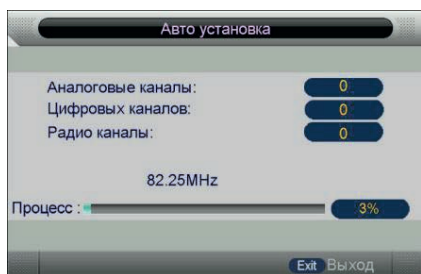 Авто установка
Аналоговые каналы: 0
Цифровых каналов: 0
Радио каналы: 0
82.25MHz
Процесс : 3%
Exit Выход